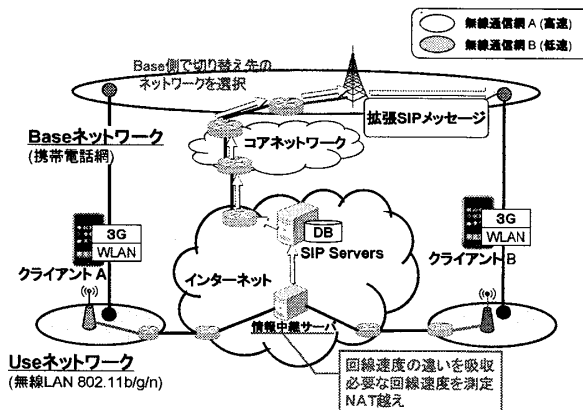 無線通信網 A (高速)
無線通信網 B (低速)
Base側で切り替え先の
ネットワークを選択
拡張SIPメッセージ
コアネットワーク
Baseネットワーク
(携帯電話網)
3G
WLAN
クライアント A
DB
SIP Servers
インターネット
3G
WLAN
クライアント B
情報中継サーバ
Useネットワーク
(無線LAN 802.11b/g/n)
回線速度の違いを吸収
必要な回線速度を測定
NAT越え